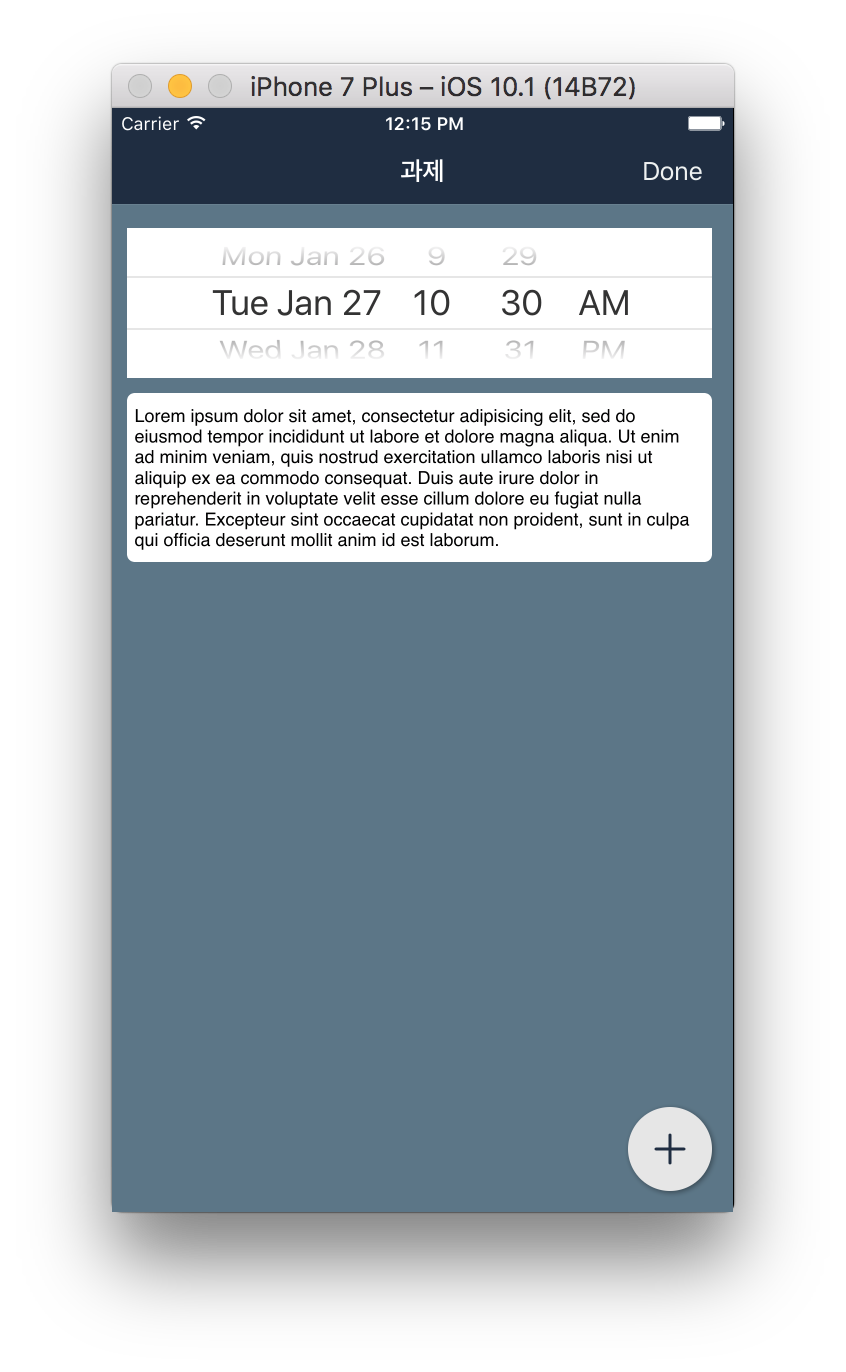 iPhone 7 Plus – iOS 10.1 (14B72)
Carrier 12:15 PM
과제 Done
Mon Jan 26 9 29
Tue Jan 27 10 30 AM
Wed Jan 28 11 31 PM
Lorem ipsum dolor sit amet, consectetur adipisicing elit, sed do
eiusmod tempor incididunt ut labore et dolore magna aliqua. Ut enim
ad minim veniam, quis nostrud exercitation ullamco laboris nisi ut
aliquip ex ea commodo consequat. Duis aute irure dolor in
reprehenderit in voluptate velit esse cillum dolore eu fugiat nulla
pariatur. Excepteur sint occaecat cupidatat non proident, sunt in culpa
qui officia deserunt mollit anim id est laborum.